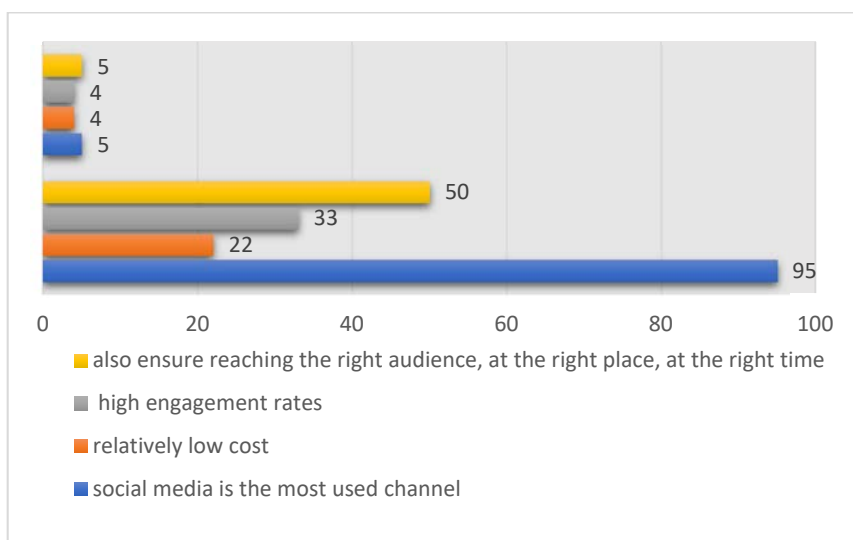 5
4
4
5
50
33
22
95
0 20 40 60 80 100
also ensure reaching the right audience, at the right place, at the right time
high engagement rates
relatively low cost
social media is the most used channel